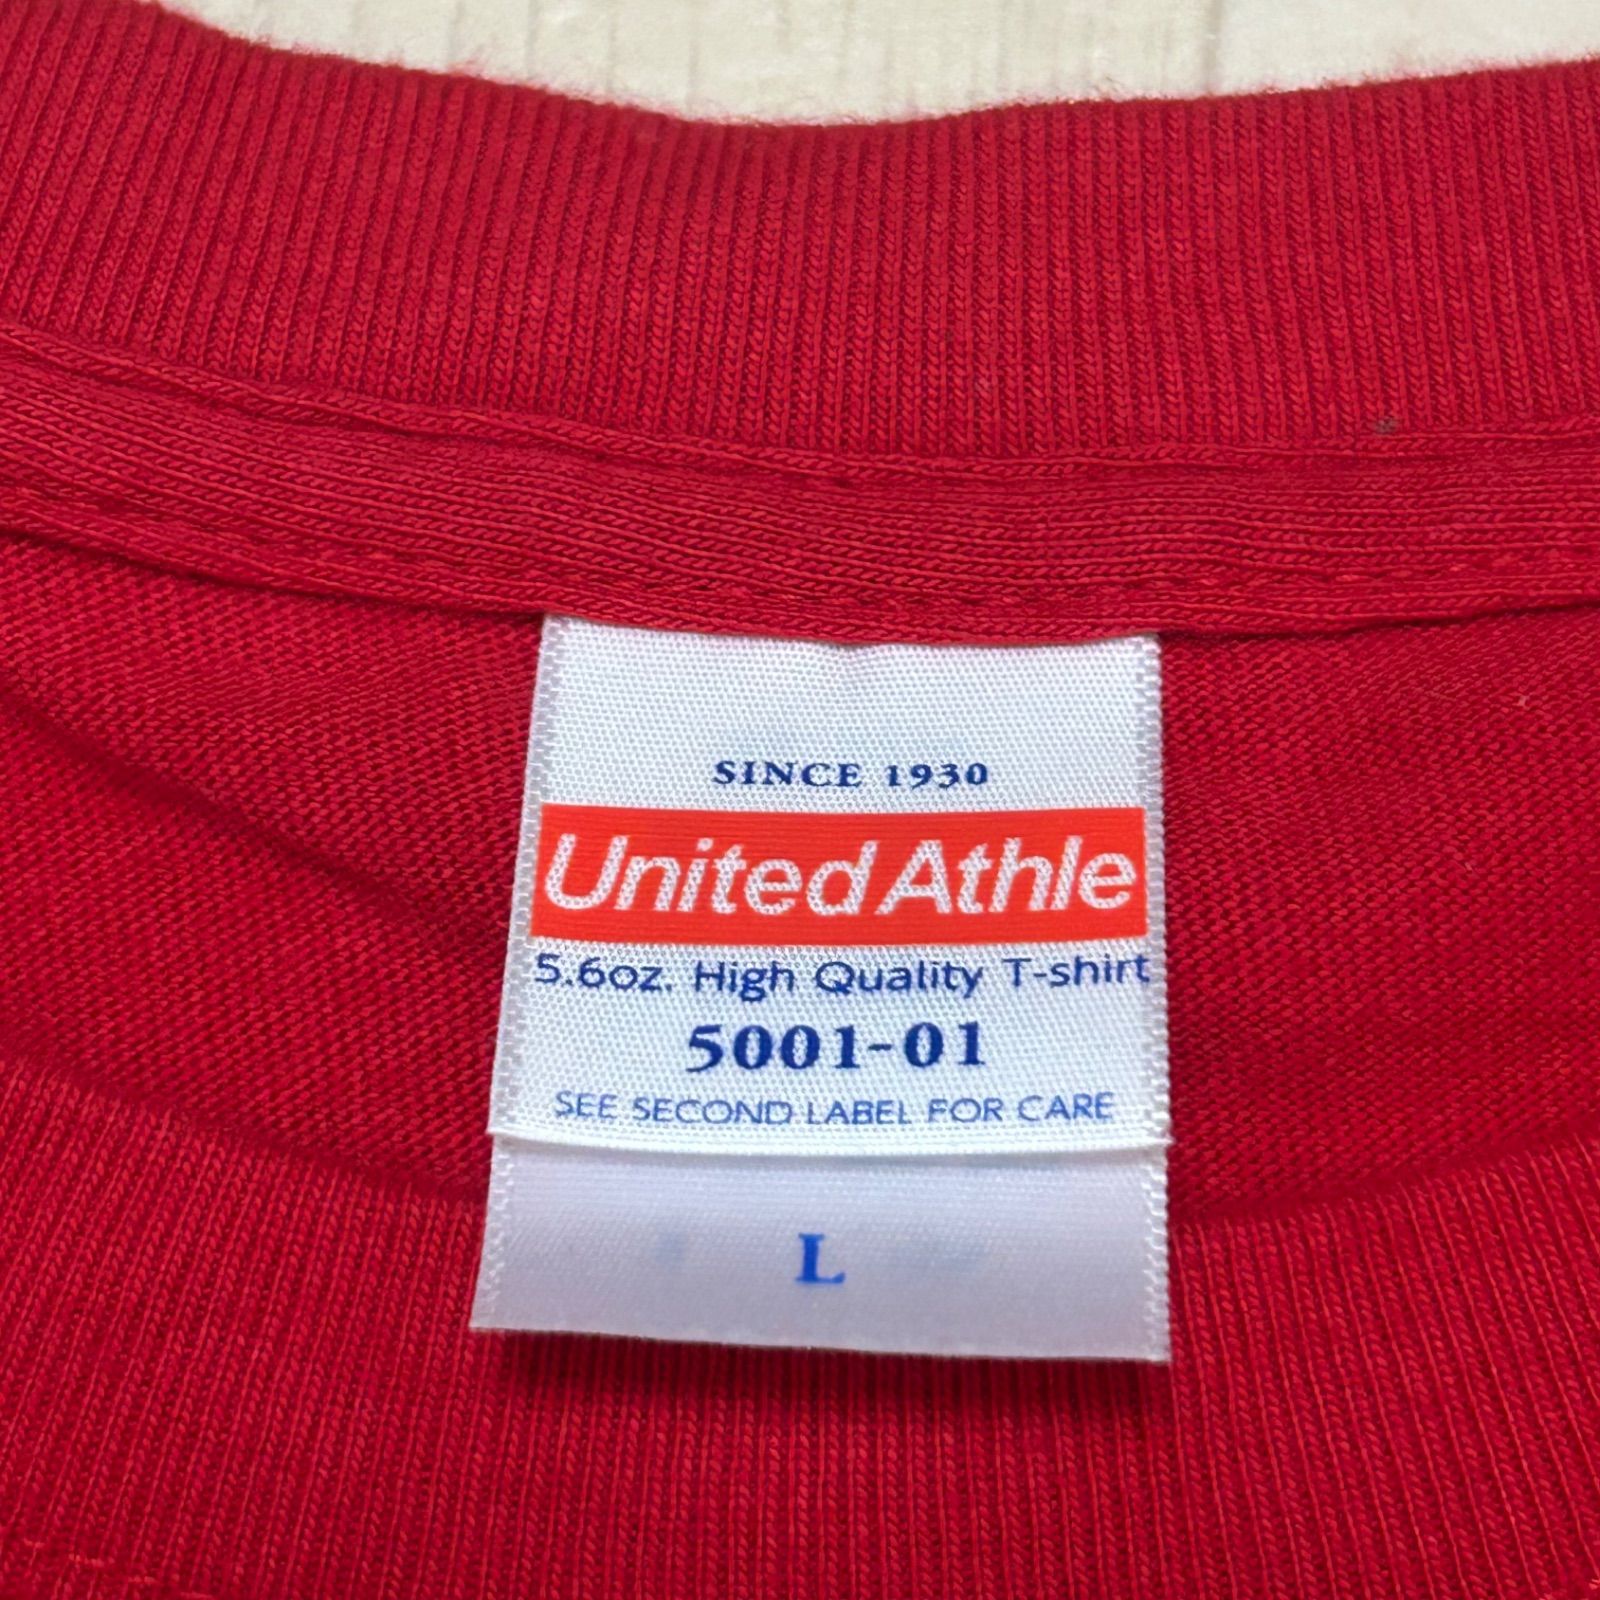 SINCE 1930
United Athle
5.6oz. High Quality T-shirt
5001-01
SEE SECOND LABEL FOR CARE
L